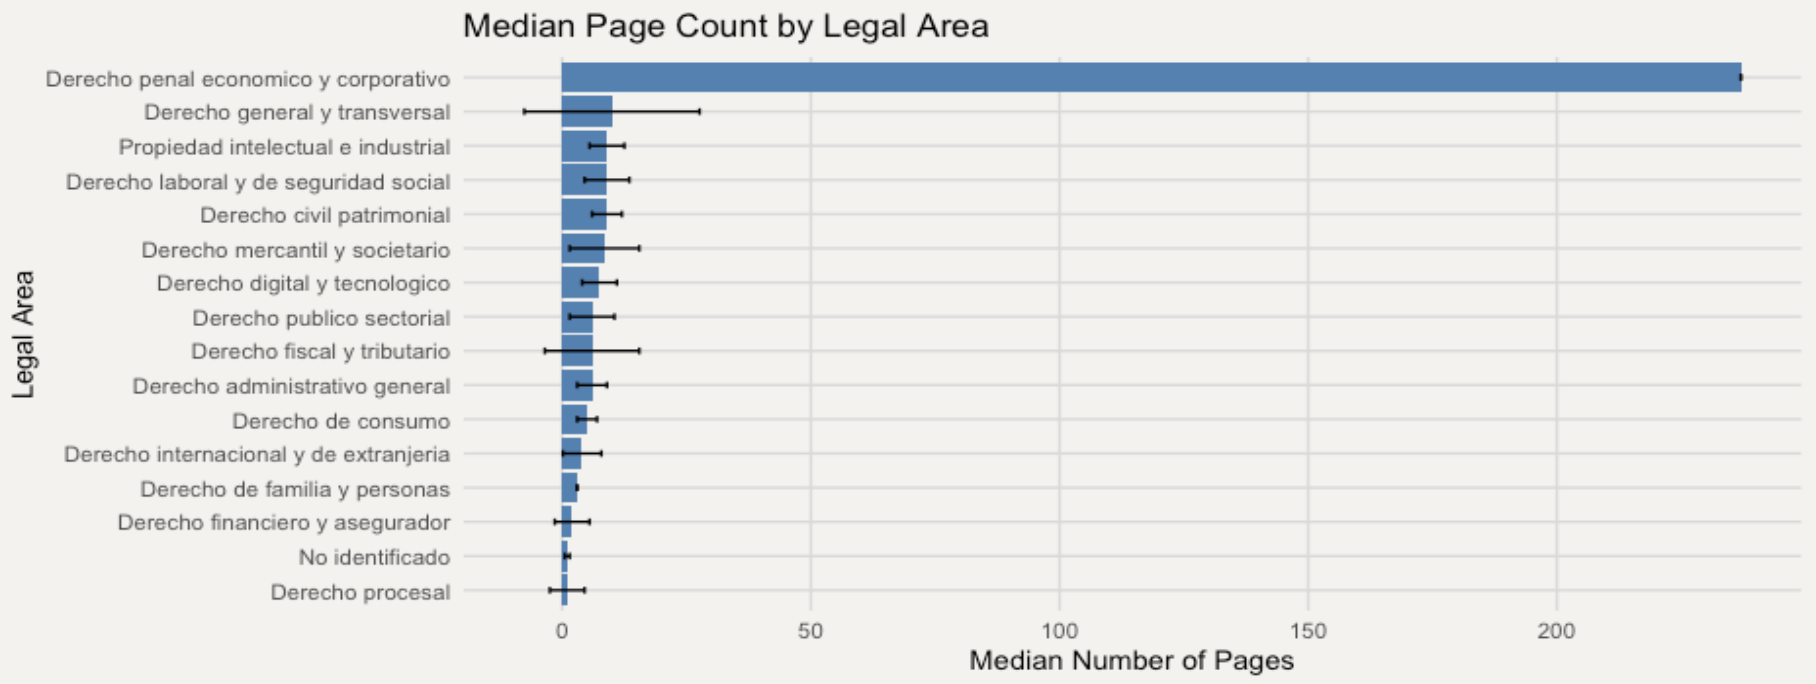 Median Page Count by Legal Area
Legal Area
Derecho penal economico y corporativo
Derecho general y transversal
Propiedad intelectual e industrial
Derecho laboral y de seguridad social
Derecho civil patrimonial
Derecho mercantil y societario
Derecho digital y tecnologico
Derecho publico sectorial
Derecho fiscal y tributario
Derecho administrativo general
Derecho de consumo
Derecho internacional y de extranjeria
Derecho de familia y personas
Derecho financiero y asegurador
No identificado
Derecho procesal
0 50 100 150 200
Median Number of Pages